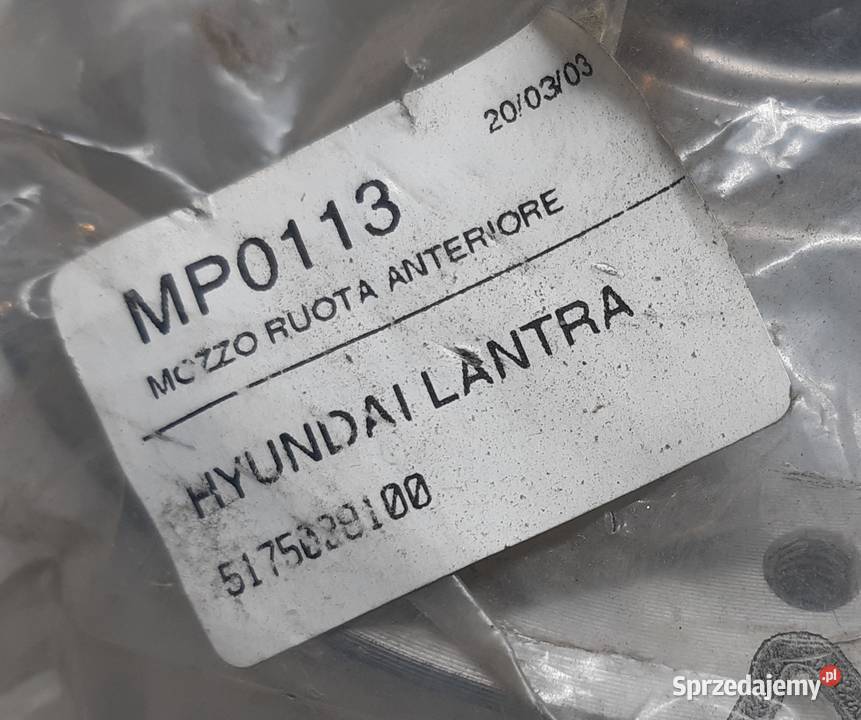 20/03/03
MP0113
MOZZO RUOTA ANTERIORE
HYUNDAI LANTRA
5175028100
Sprzedajemy.pl